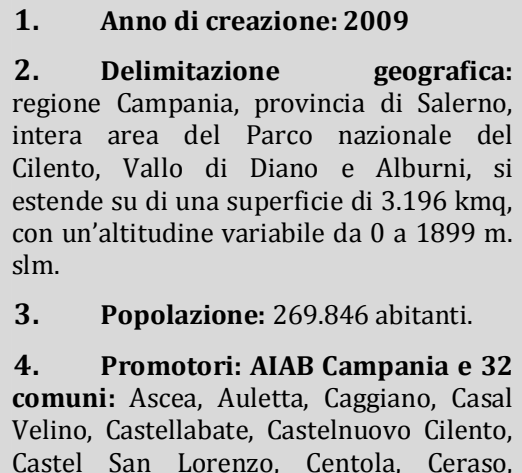 1. Anno di creazione: 2009
2. Delimitazione geografica:
regione Campania, provincia di Salerno,
intera area del Parco nazionale del
Cilento, Vallo di Diano e Alburni, si
estende su di una superficie di 3.196 kmq,
con un’altitudine variabile da 0 a 1899 m.
slm.
3. Popolazione: 269.846 abitanti.
4. Promotori: AIAB Campania e 32
comuni: Ascea, Auletta, Caggiano, Casal
Velino, Castellabate, Castelnuovo Cilento,
Castel San Lorenzo, Centola, Ceraso,